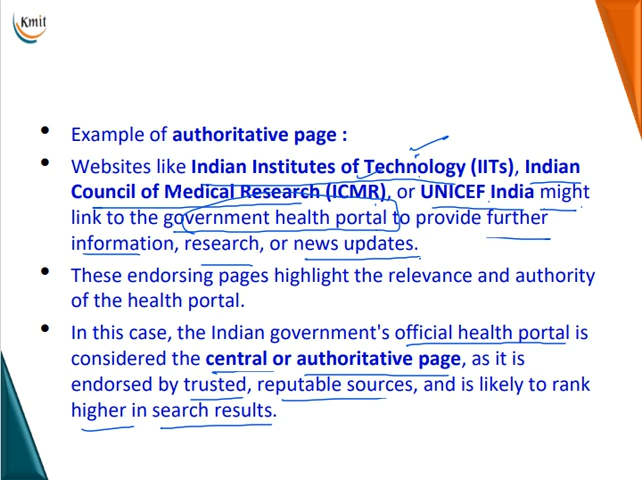 Kmit
• Example of authoritative page :
• Websites like Indian Institutes of Technology (IITs), Indian
Council of Medical Research (ICMR), or UNICEF India might
link to the government health portal to provide further
information, research, or news updates.
• These endorsing pages highlight the relevance and authority
of the health portal.
• In this case, the Indian government's official health portal is
considered the central or authoritative page, as it is
endorsed by trusted, reputable sources, and is likely to rank
higher in search results.